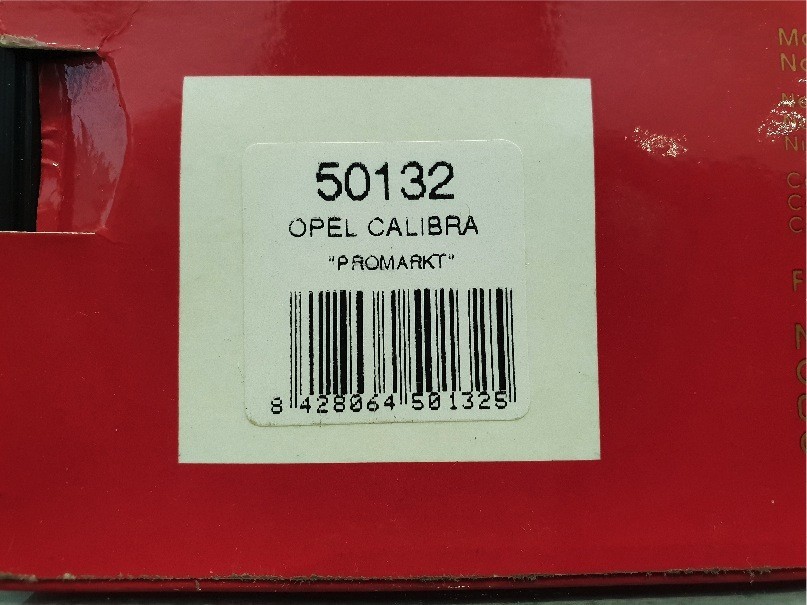 50132
OPEL CALIBRA
"PROMARKT"
8 428064 501325